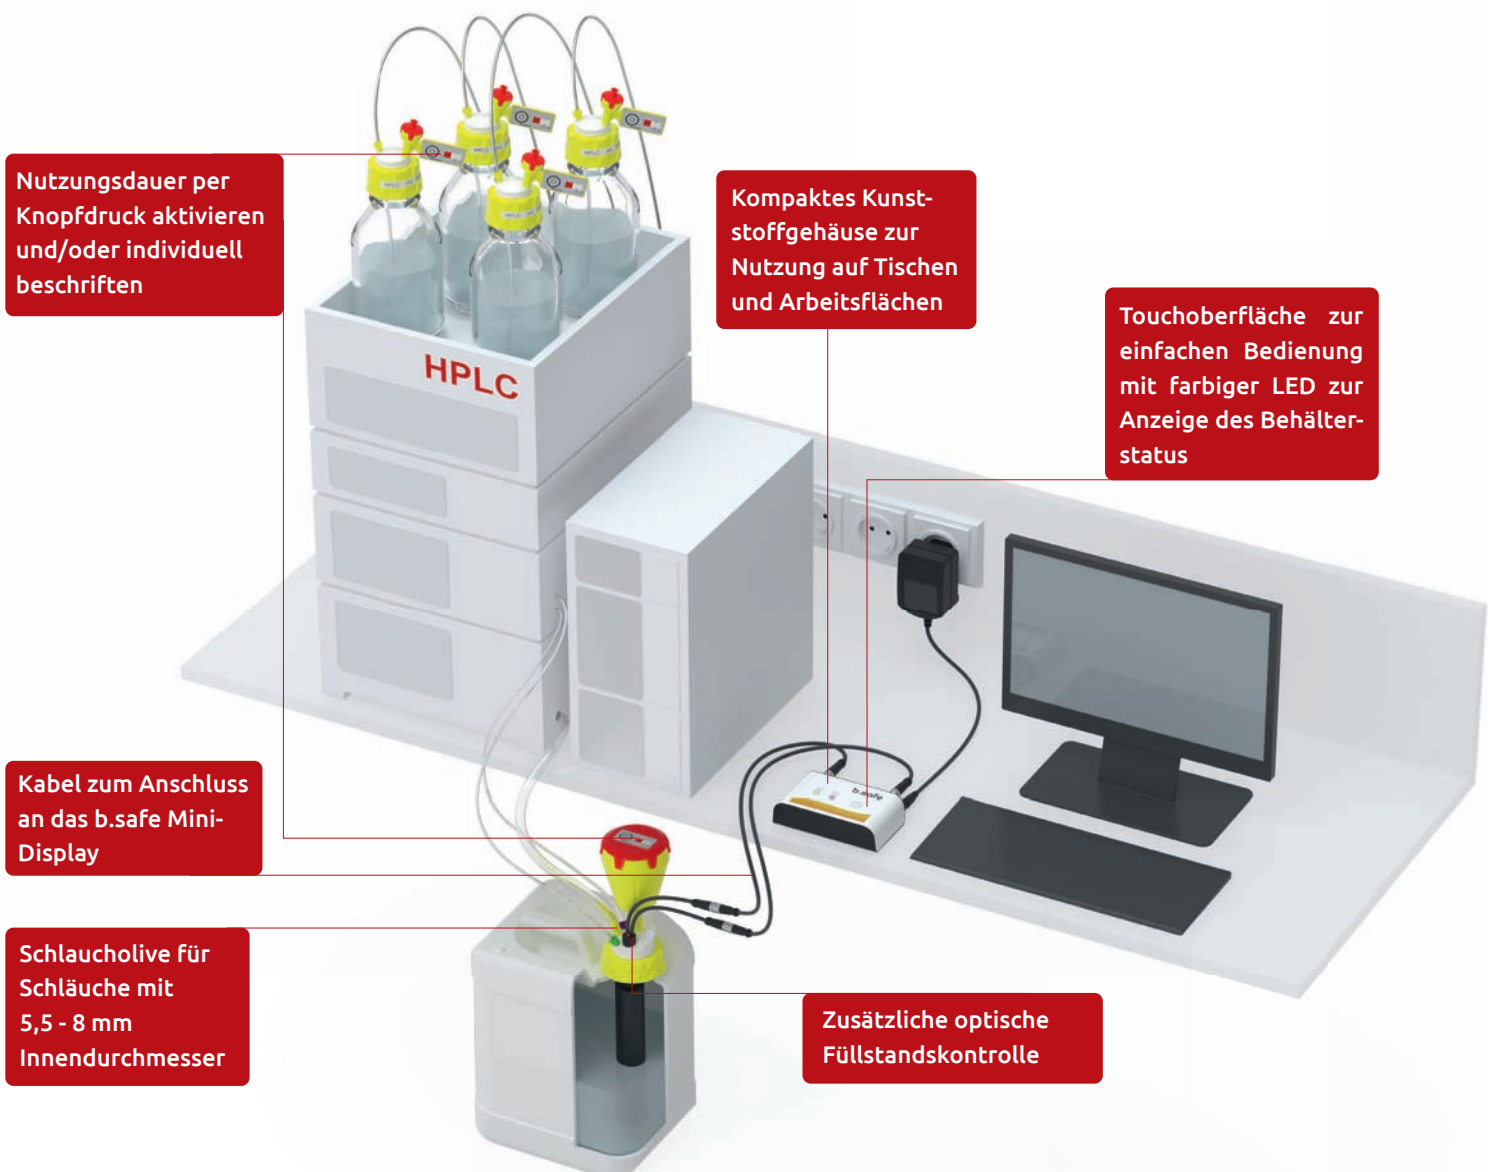 Nutzungsdauer per
Knopfdruck aktivieren
und/oder individuell
beschriften
Kompaktes Kunst-
stoffgehäuse zur
Nutzung auf Tischen
und Arbeitsflächen
Touchoberfläche zur
einfachen Bedienung
mit farbiger LED zur
Anzeige des Behälter-
status
HPLC
b.safe
Kabel zum Anschluss
an das b.safe Mini-
Display
Schlaucholive für
Schläuche mit
5,5 - 8 mm
Innendurchmesser
Zusätzliche optische
Füllstandskontrolle